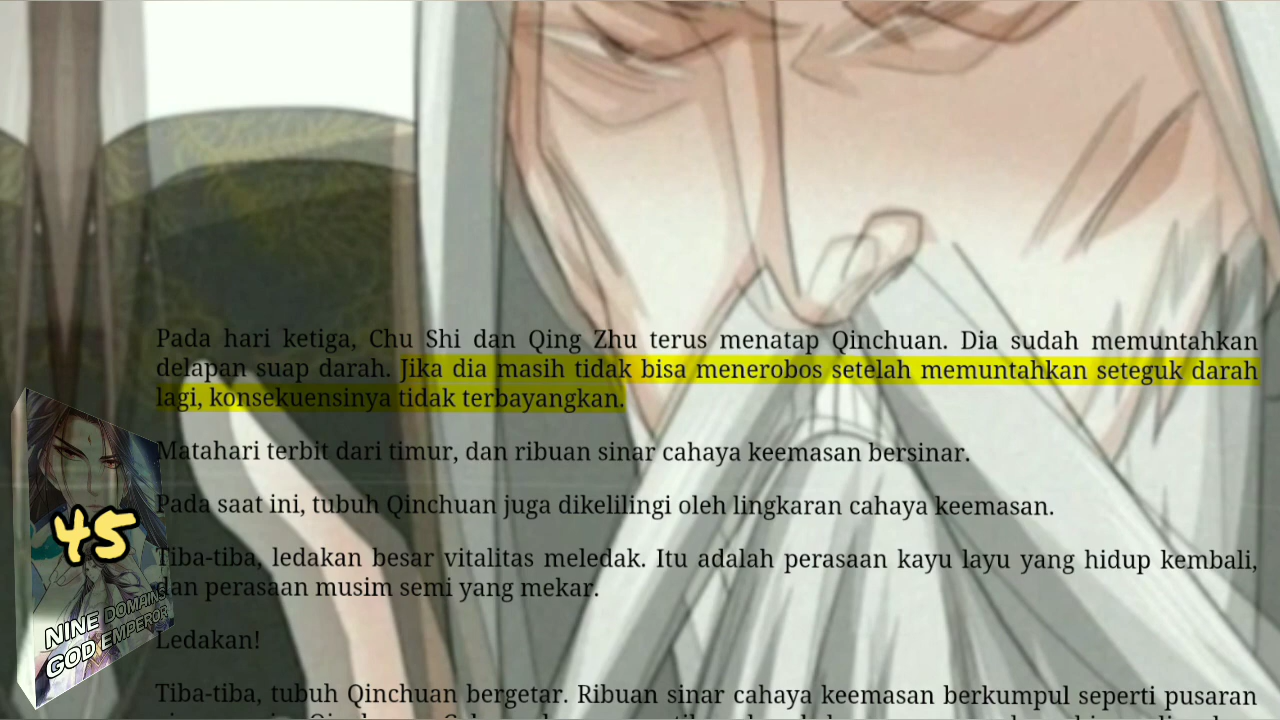 Pada hari ketiga, Chu Shi dan Qing Zhu terus menatap Qinchuan. Dia sudah memuntahkan
delapan suap darah. Jika dia masih tidak bisa menerobos setelah memuntahkan seteguk darah
lagi, konsekuensinya tidak terbayangkan.
Matahari terbit dari timur, dan ribuan sinar cahaya keemasan bersinar.
Pada saat ini, tubuh Qinchuan juga dikelilingi oleh lingkaran cahaya keemasan.
Tiba-tiba, ledakan besar vitalitas meledak. Itu adalah perasaan kayu layu yang hidup kembali,
dan perasaan musim semi yang mekar.
Ledakan!
Tiba-tiba, tubuh Qinchuan bergetar. Ribuan sinar cahaya keemasan berkumpul seperti pusaran
45
NINE DOMAINS
GOD EMPEROR